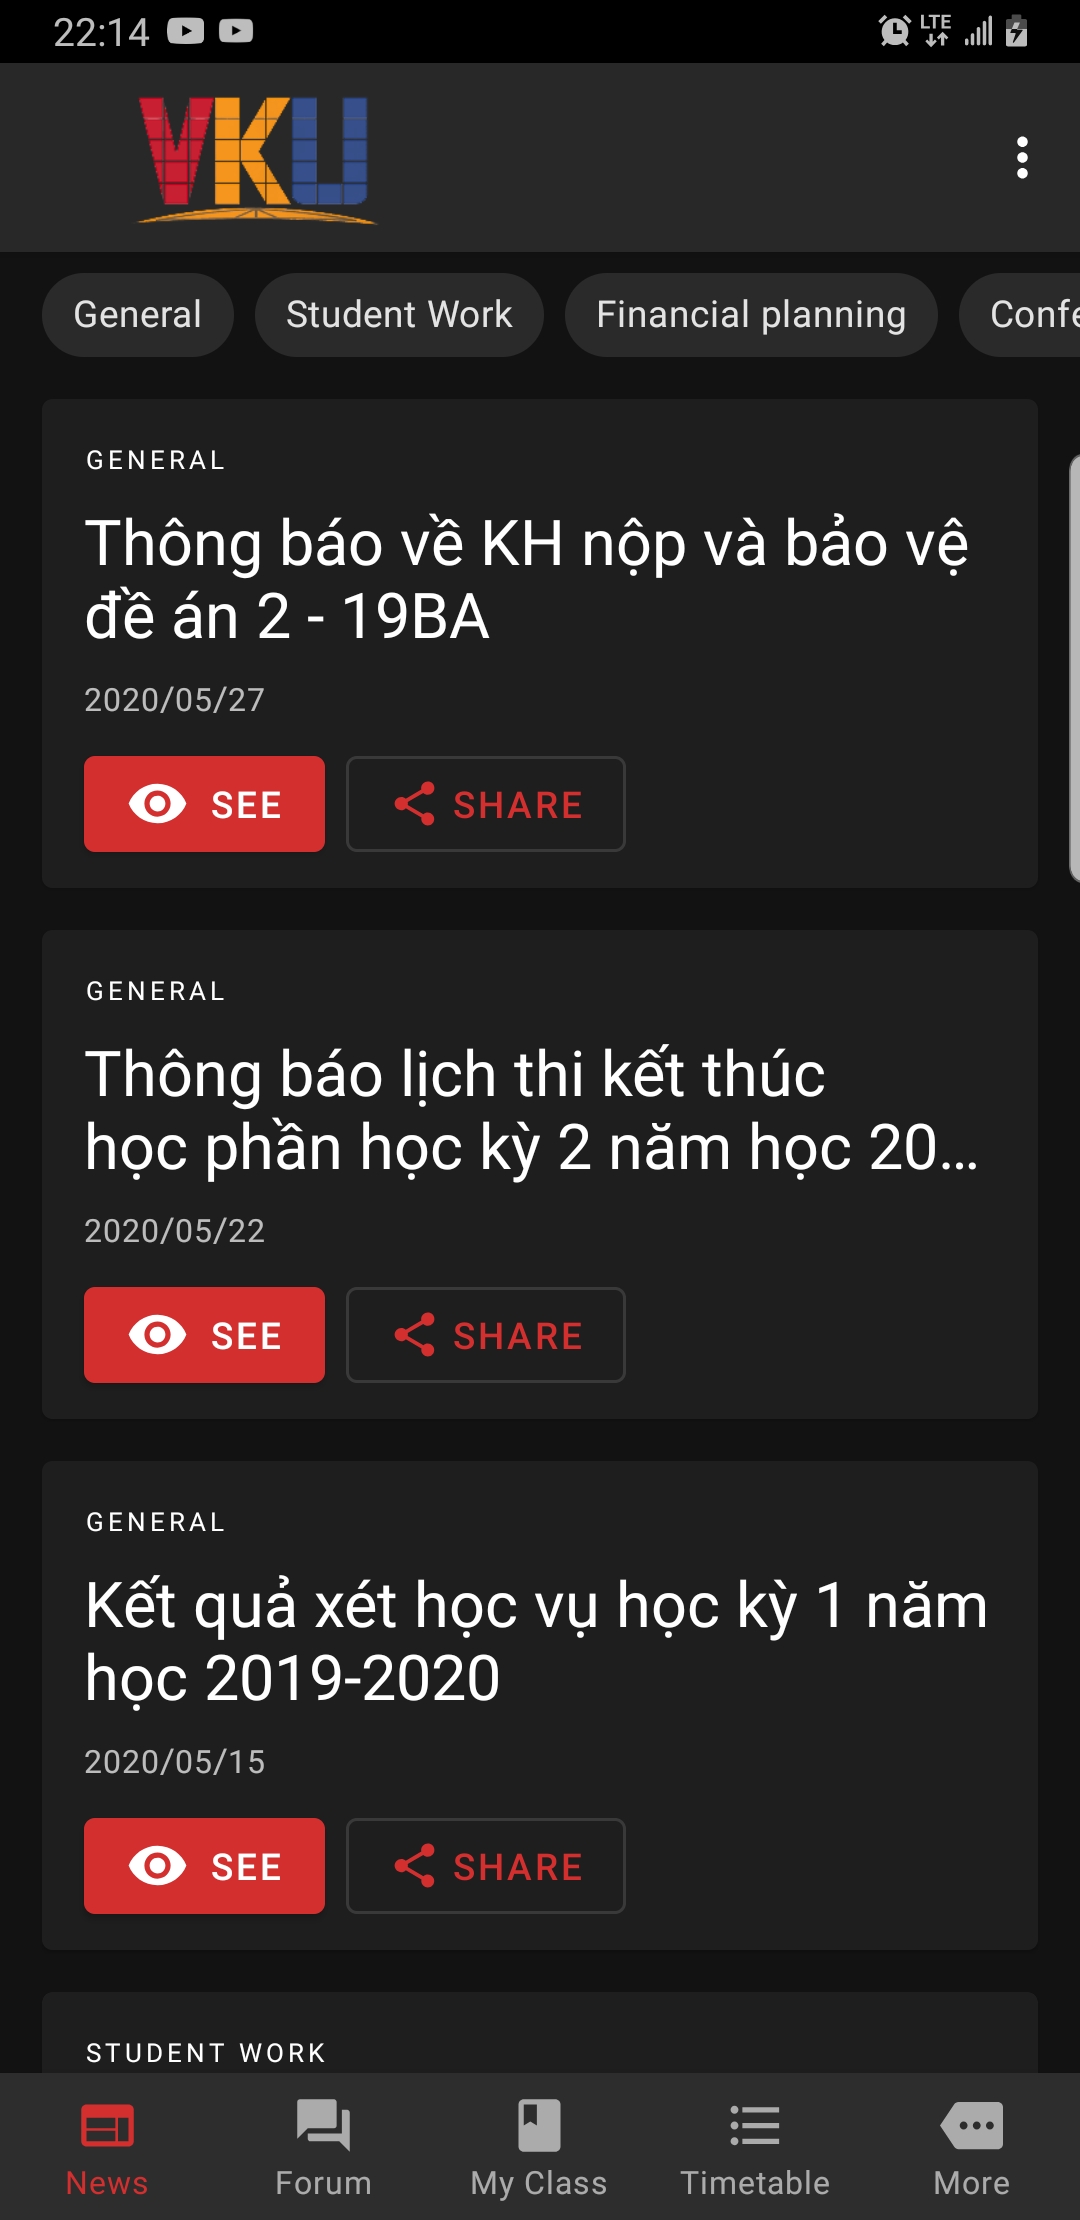 22:14
LTE
VKU
General
Student Work
Financial planning
Confe
GENERAL
Thông báo về KH nộp và bảo vệ
đề án 2 - 19BA
2020/05/27
SEE
SHARE
GENERAL
Thông báo lịch thi kết thúc
học phần học kỳ 2 năm học 20...
2020/05/22
SEE
SHARE
GENERAL
Kết quả xét học vụ học kỳ 1 năm
học 2019-2020
2020/05/15
SEE
SHARE
STUDENT WORK
News
Forum
My Class
Timetable
More